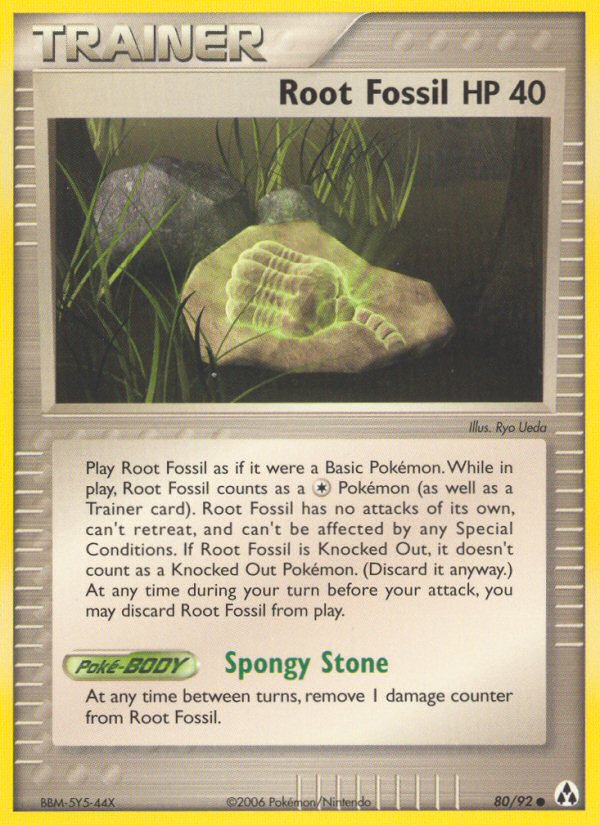 TRAINER
Root Fossil HP 40
Illus. Ryo Ueda
Play Root Fossil as if it were a Basic Pokémon. While in
play, Root Fossil counts as a Pokémon (as well as a
Trainer card). Root Fossil has no attacks of its own,
can't retreat, and can't be affected by any Special
Conditions. If Root Fossil is Knocked Out, it doesn't
count as a Knocked Out Pokémon. (Discard it anyway.)
At any time during your turn before your attack, you
may discard Root Fossil from play.
Poké-BODY Spongy Stone
At any time between turns, remove 1 damage counter
from Root Fossil.
BBM-5Y5-44X ©2006 Pokémon/Nintendo 80/92